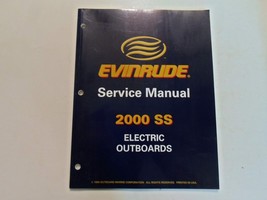 EVINRUDE.
Service Manual
2000 SS
ELECTRIC
OUTBOARDS